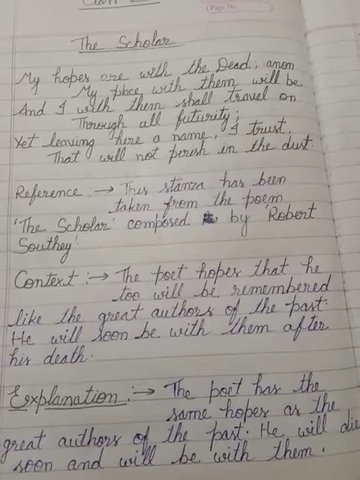 Class
Page No.
The Scholar
My hopes are with the Dead; anon
My place with them will be
And I with them shall travel on
Through all futurity;
Yet leaving here a name, I trust,
That will not perish in the dust.
Reference :→ This stanza has been
taken from the poem
'The Scholar' composed by Robert
Southey.
Context :→ The poet hopes that he
too will be remembered
like the great authors of the past.
He will soon be with them after
his death.
Explanation :→ The poet has the
same hopes as the
great authors of the past. He will die
soon and will be with them.